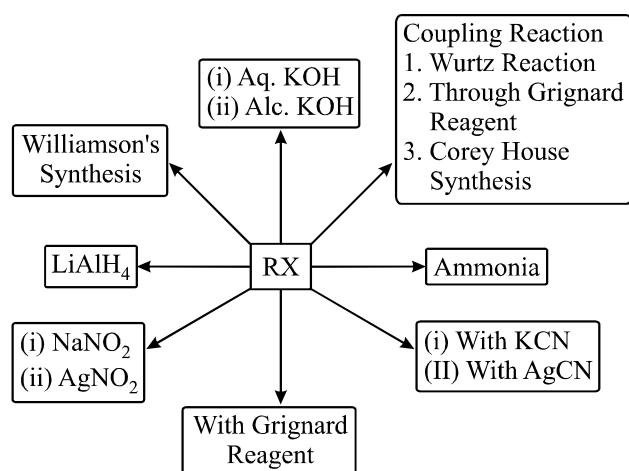 Coupling Reaction
1. Wurtz Reaction
2. Through Grignard
Reagent
3. Corey House
Synthesis
(i) Aq. KOH
(ii) Alc. KOH
Williamson's
Synthesis
LiAlH₄
RX
Ammonia
(i) NaNO₂
(ii) AgNO₂
(i) With KCN
(II) With AgCN
With Grignard
Reagent